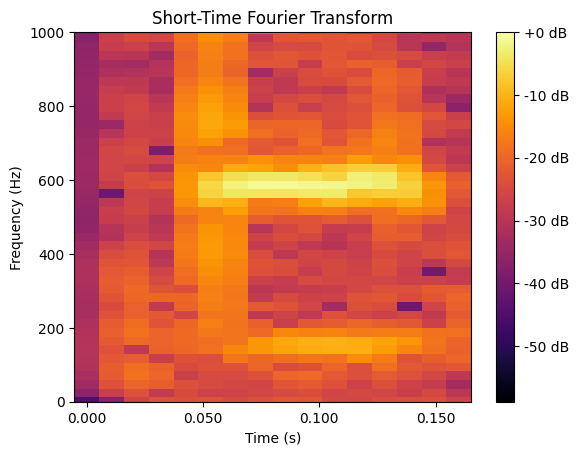 Short-Time Fourier Transform
Frequency (Hz)
1000
800
600
400
200
0
0.000
0.050
0.100
0.150
Time (s)
+0 dB
-10 dB
-20 dB
-30 dB
-40 dB
-50 dB